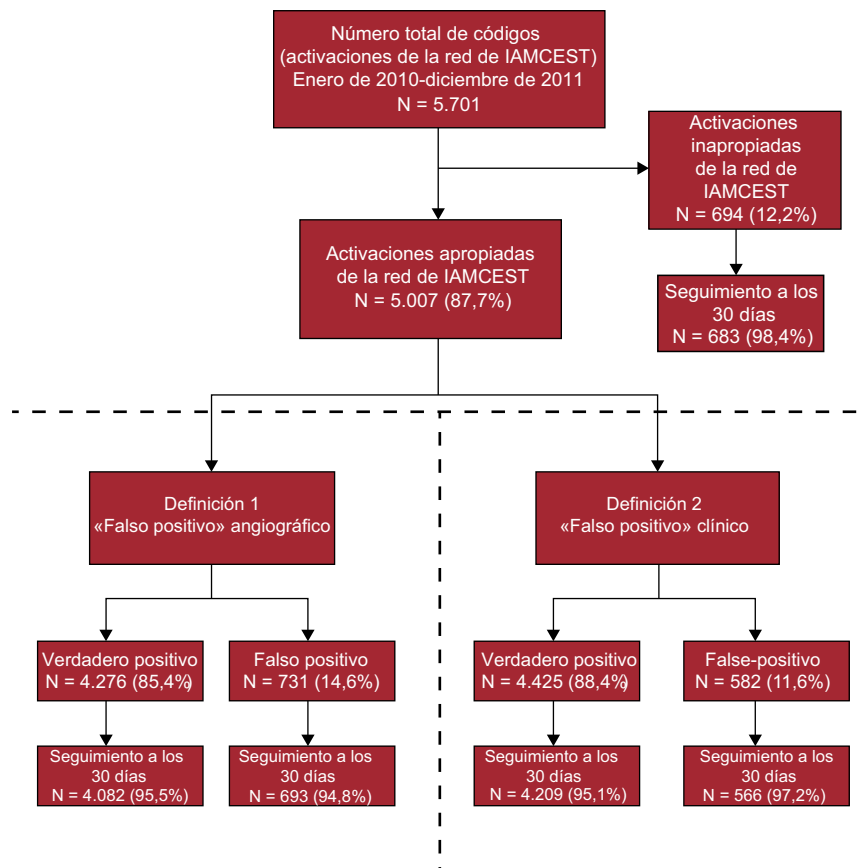 Número total de códigos
(activaciones de la red de IAMCEST)
Enero de 2010-diciembre de 2011
N = 5.701
Activaciones
inapropiadas
de la red de
IAMCEST
N = 694 (12,2%)
Activaciones apropiadas
de la red de IAMCEST
N = 5.007 (87,7%)
Seguimiento a los
30 días
N = 683 (98,4%)
Definición 1
«Falso positivo» angiográfico
Definición 2
«Falso positivo» clínico
Verdadero positivo
N = 4.276 (85,4%)
Falso positivo
N = 731 (14,6%)
Verdadero positivo
N = 4.425 (88,4%)
False-positivo
N = 582 (11,6%)
Seguimiento a los
30 días
N = 4.082 (95,5%)
Seguimiento a los
30 días
N = 693 (94,8%)
Seguimiento a los
30 días
N = 4.209 (95,1%)
Seguimiento a los
30 días
N = 566 (97,2%)